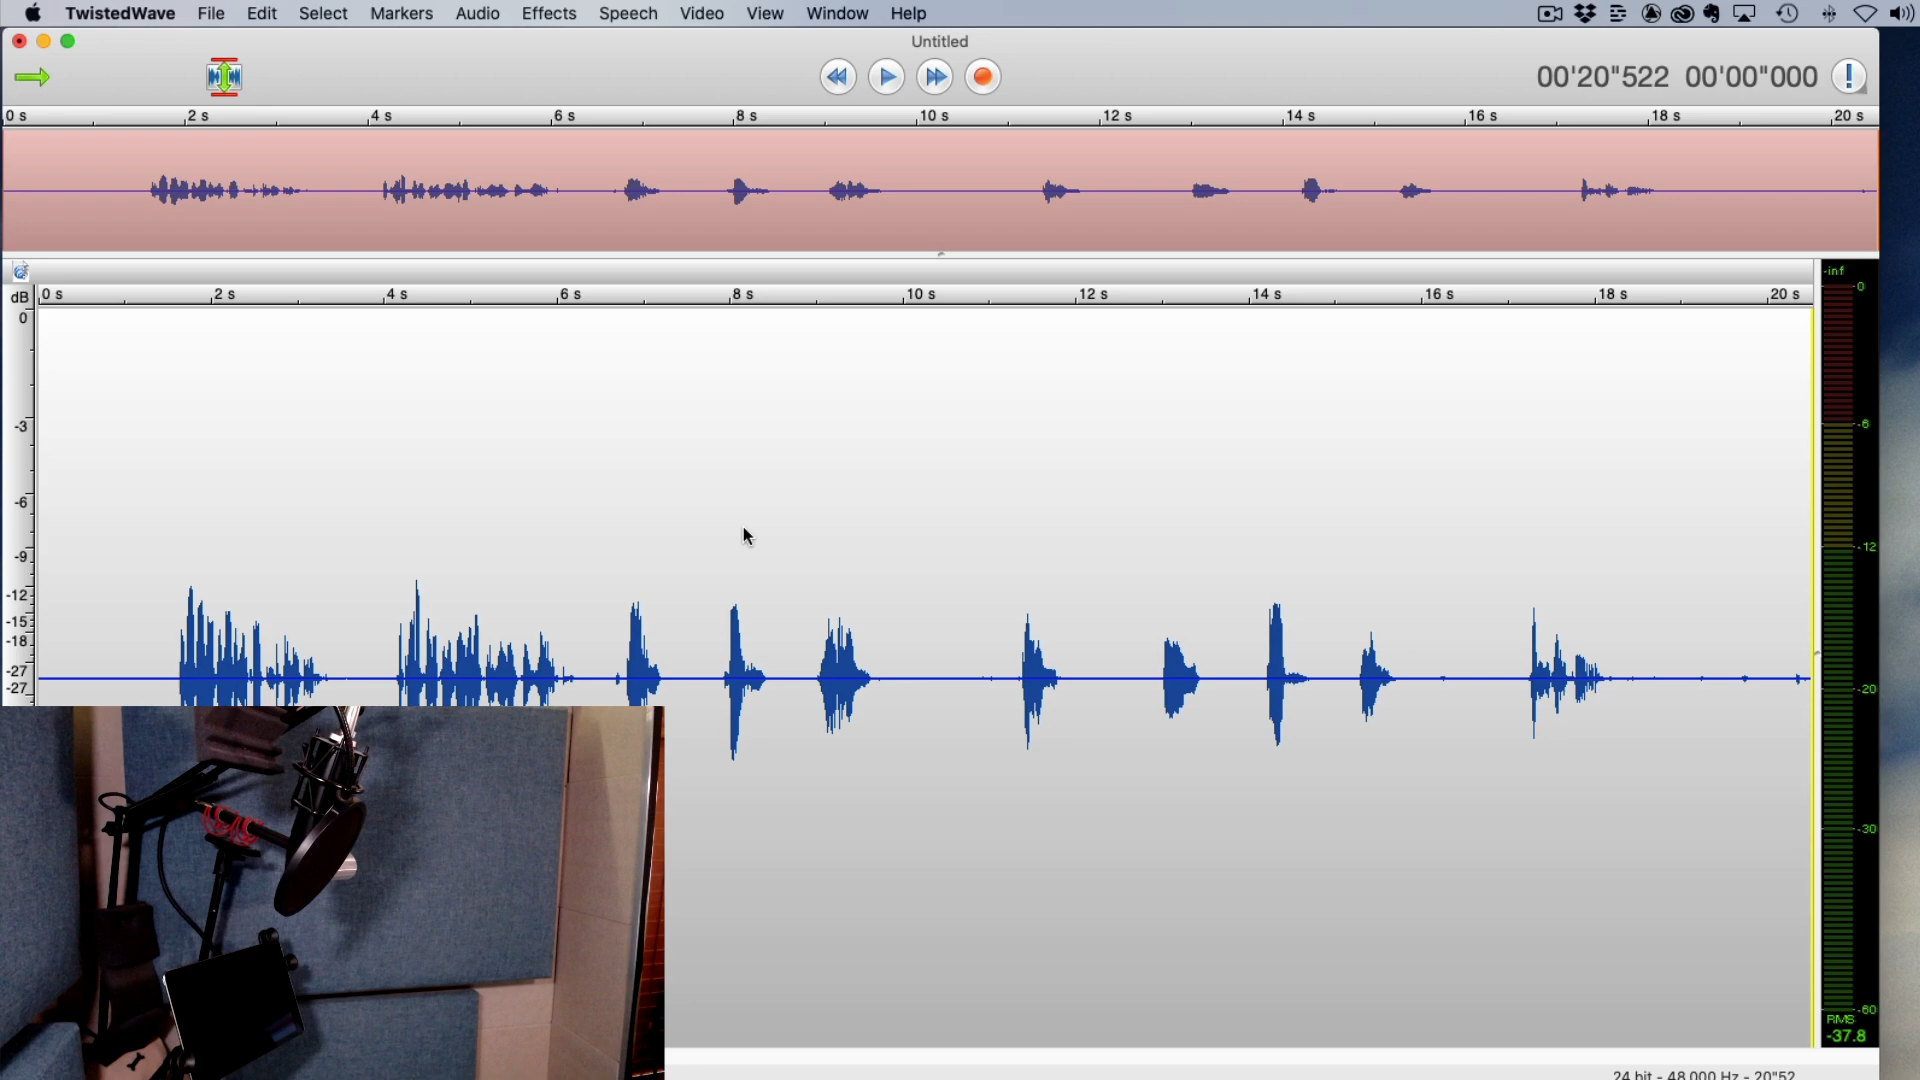 TwistedWave File Edit Select Markers Audio Effects Speech Video View Window Help
Untitled
00'20"522 00'00"000
0 s 2 s 4 s 6 s 8 s 10 s 12 s 14 s 16 s 18 s 20 s
-inf
dB 0 s 2 s 4 s 6 s 8 s 10 s 12 s 14 s 16 s 18 s 20 s
0
-3
-6
-9
-12
-15
-18
-27
-27
0
-6
-12
-20
-30
-60
RMS
-37.8
24 bit - 48 000 Hz - 20"52